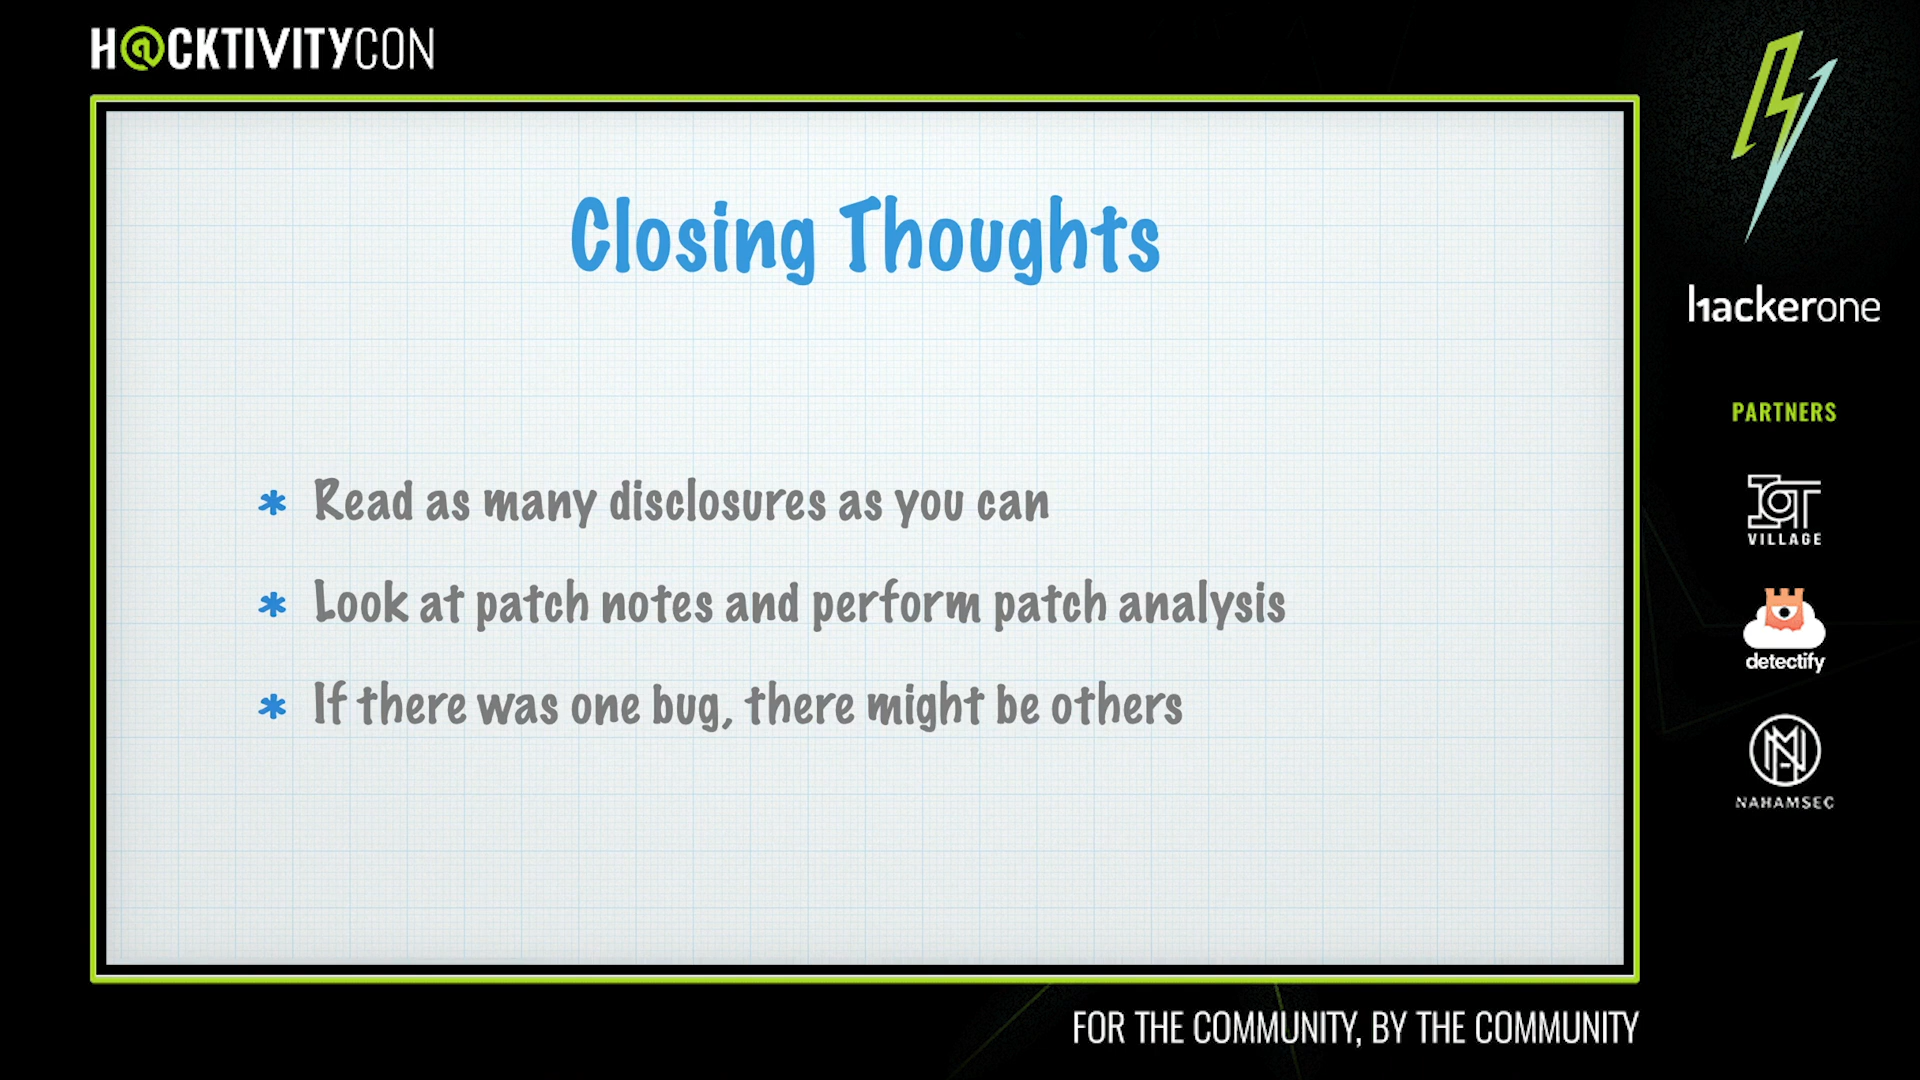 H@CKTIVITYCON
Closing Thoughts
* Read as many disclosures as you can
* Look at patch notes and perform patch analysis
* If there was one bug, there might be others
hackerone
PARTNERS
IOT
VILLAGE
detectify
NAHAMSEC
FOR THE COMMUNITY, BY THE COMMUNITY